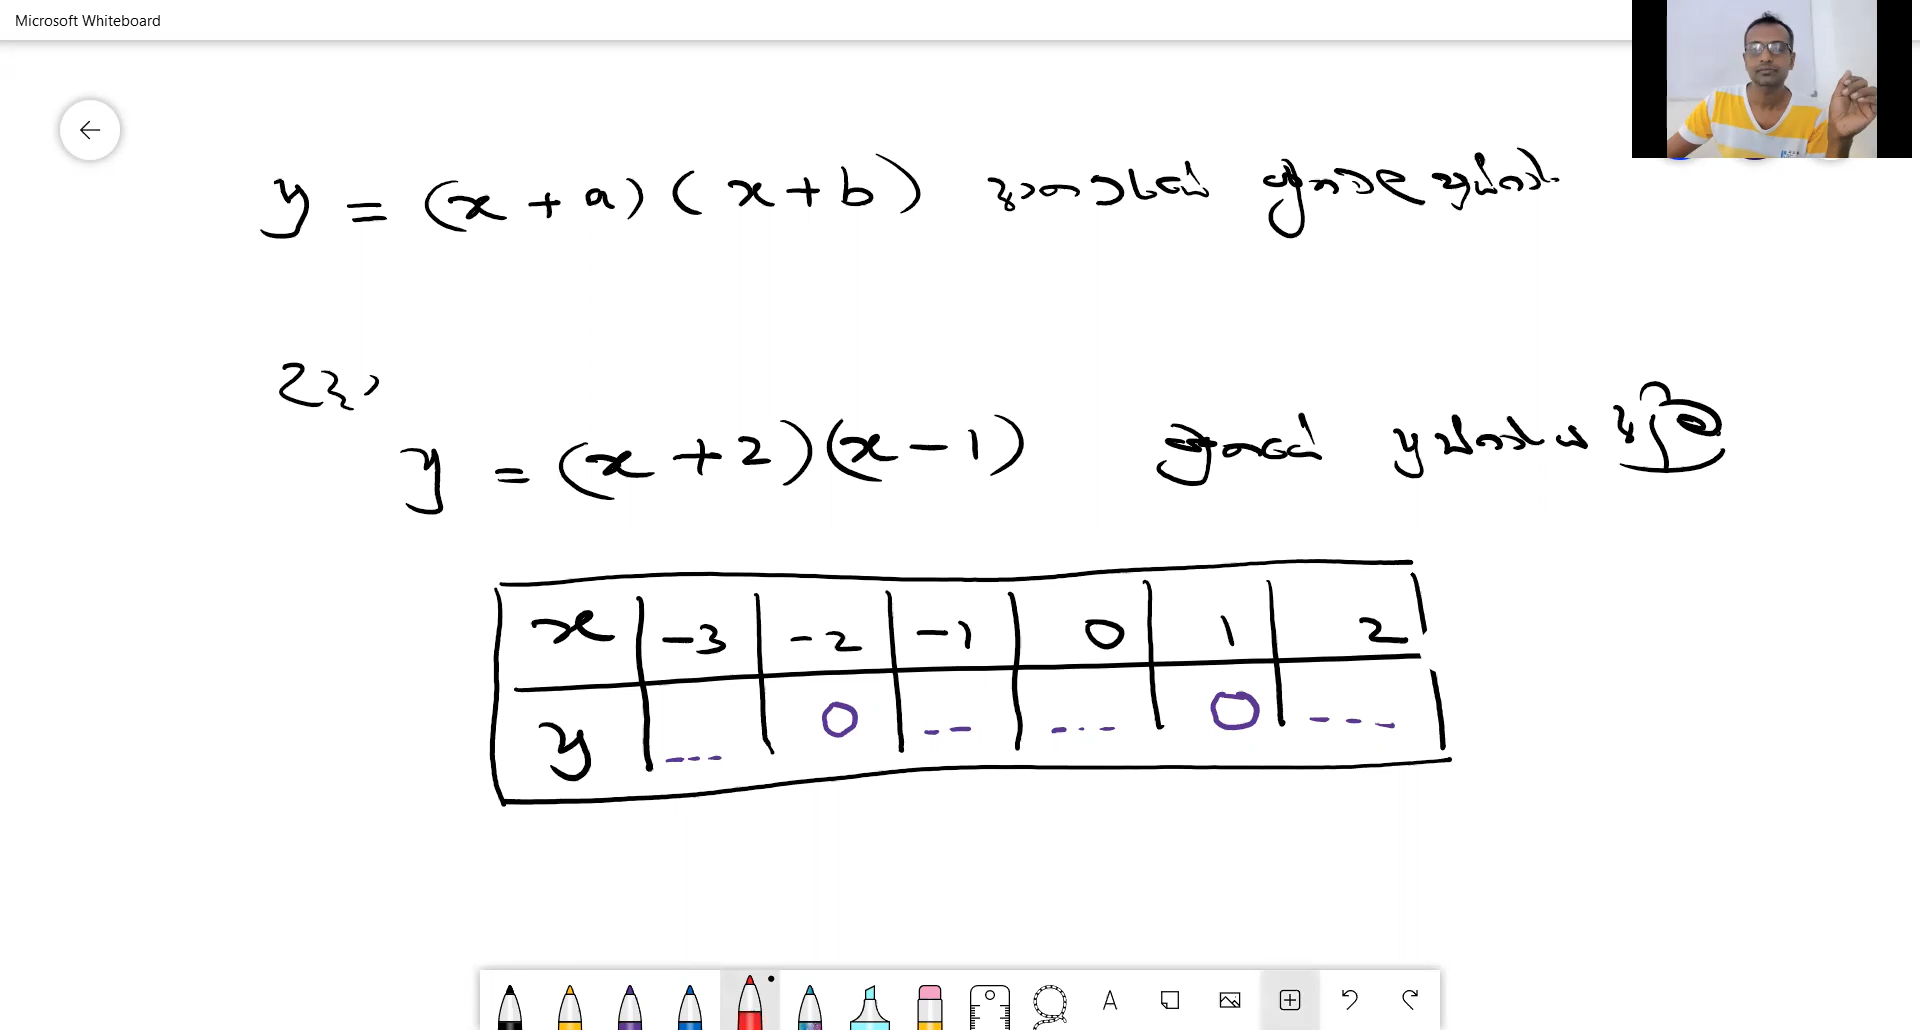 Microsoft Whiteboard
y = (x + a) (x + b) ආකාරයේ ශ්‍රිතවල ප්‍රස්තාර
උදා
y = (x + 2)(x - 1) ශ්‍රිතයේ ප්‍රස්තාරය
x -3 -2 -1 0 1 2
y --- 0 -- --- 0 ---